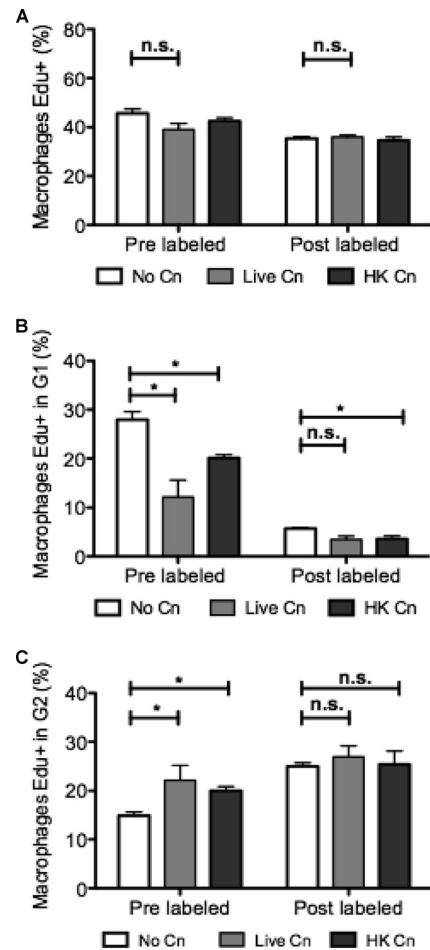 A
Macrophages Edu+ (%)
80
60
40
20
0
n.s.
n.s.
Pre labeled
Post labeled
No Cn
Live Cn
HK Cn
B
Macrophages Edu+ in G1 (%)
40
30
20
10
0
*
*
*
n.s.
Pre labeled
Post labeled
No Cn
Live Cn
HK Cn
C
Macrophages Edu+ in G2 (%)
40
30
20
10
0
*
*
n.s.
n.s.
Pre labeled
Post labeled
No Cn
Live Cn
HK Cn